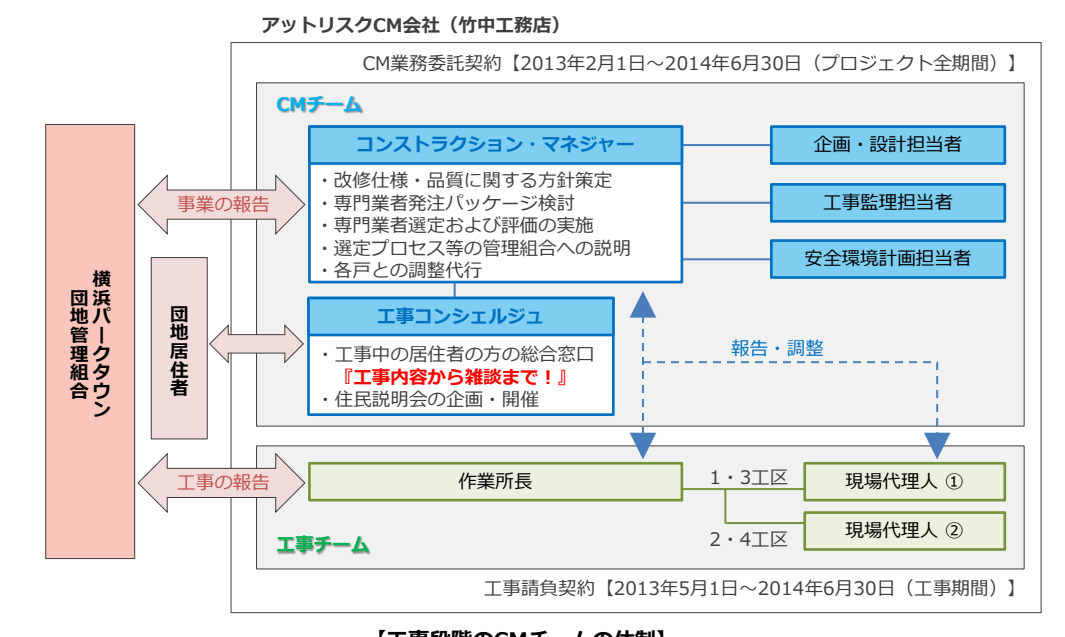 アットリスクCM会社（竹中工務店）
CM業務委託契約【2013年2月1日～2014年6月30日（プロジェクト全期間）】
CMチーム
コンストラクション・マネジャー
・改修仕様・品質に関する方針策定
・専門業者発注パッケージ検討
・専門業者選定および評価の実施
・選定プロセス等の管理組合への説明
・各戸との調整代行
企画・設計担当者
工事監理担当者
安全環境計画担当者
事業の報告
横浜パークタウン
団地管理組合
団地居住者
工事コンシェルジュ
・工事中の居住者の方の総合窓口
『工事内容から雑談まで！』
・住民説明会の企画・開催
報告・調整
工事の報告
作業所長
1・3工区
現場代理人 ①
2・4工区
現場代理人 ②
工事チーム
工事請負契約【2013年5月1日～2014年6月30日（工事期間）】
【工事段階のCMチームの体制】